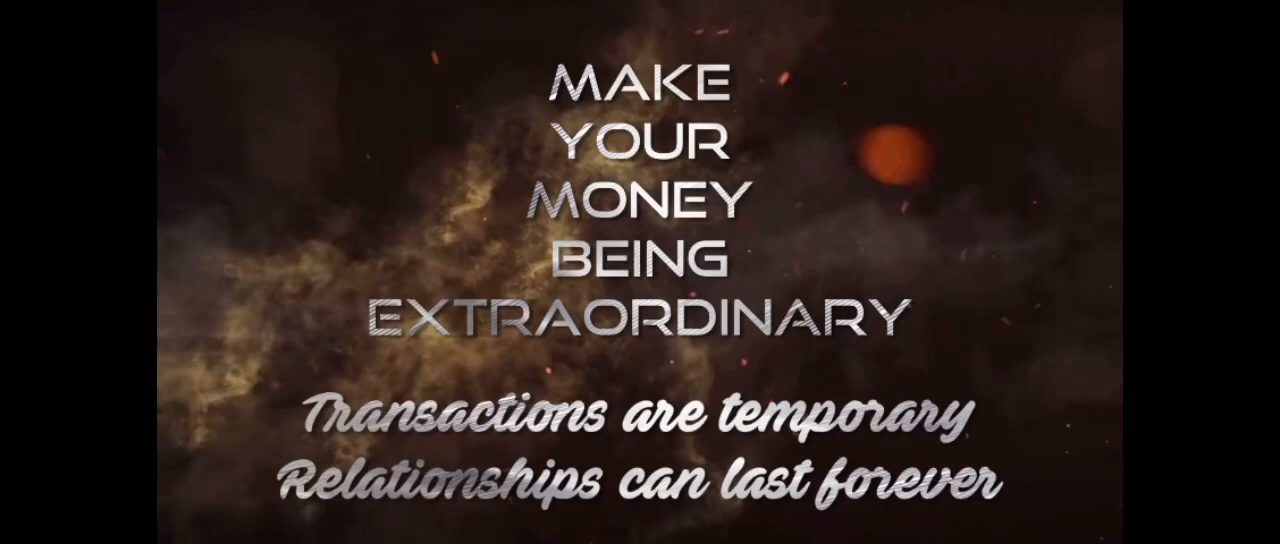 MAKE
YOUR
MONEY
BEING
EXTRAORDINARY
Transactions are temporary
Relationships can last forever